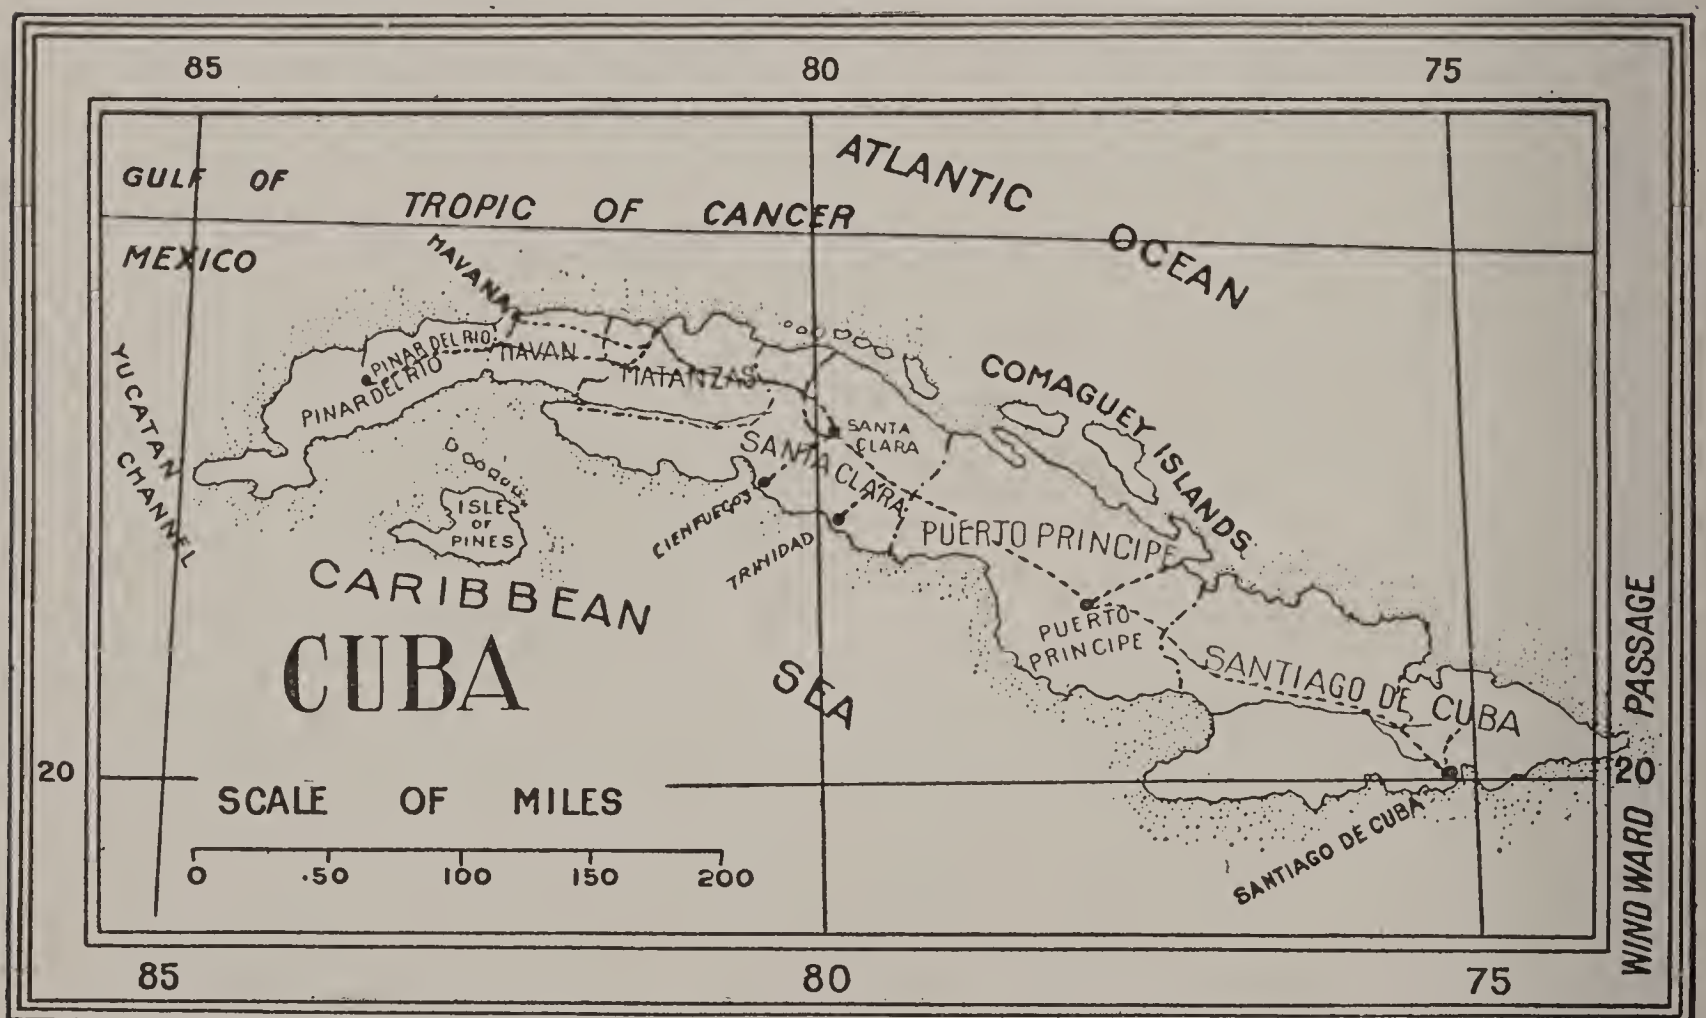 85 80 75
ATLANTIC
OCEAN
GULF OF
MEXICO
TROPIC OF CANCER
HAVANA
YUCATAN
CHANNEL
PINAR DEL RIO
PINAR DEL RIO
HAVAN
MATANZAS
COMAGUEY ISLANDS
SANTA
CLARA
SANTA CLARA
ISLE
OF
PINES
CIENFUEGOS
TRINIDAD
PUERTO PRINCIPE
PUERTO
PRINCIPE
CARIBBEAN
SEA
CUBA
SANTIAGO DE CUBA
SANTIAGO DE CUBA
WINDWARD PASSAGE
20 20
SCALE OF MILES
0 50 100 150 200
85 80 75